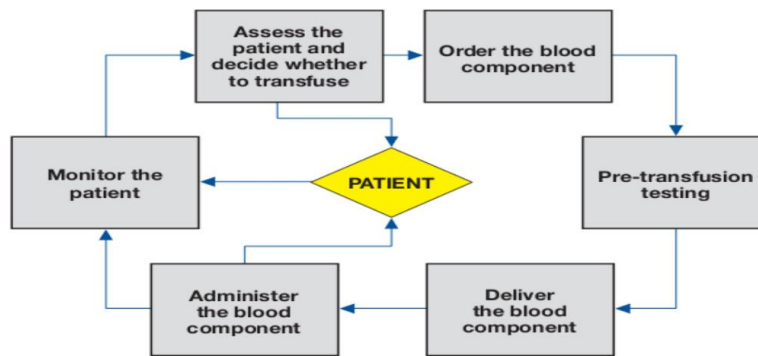 Assess the
patient and
decide whether
to transfuse
Order the blood
component
Monitor the
patient
PATIENT
Pre-transfusion
testing
Administer
the blood
component
Deliver
the blood
component